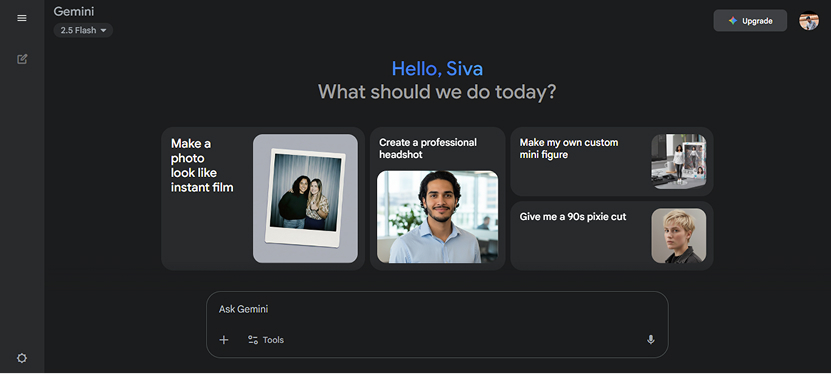 Gemini
2.5 Flash
Upgrade
Hello, Siva
What should we do today?
Make a
photo
look like
instant film
Create a professional
headshot
Make my own custom
mini figure
Give me a 90s pixie cut
Ask Gemini
Tools